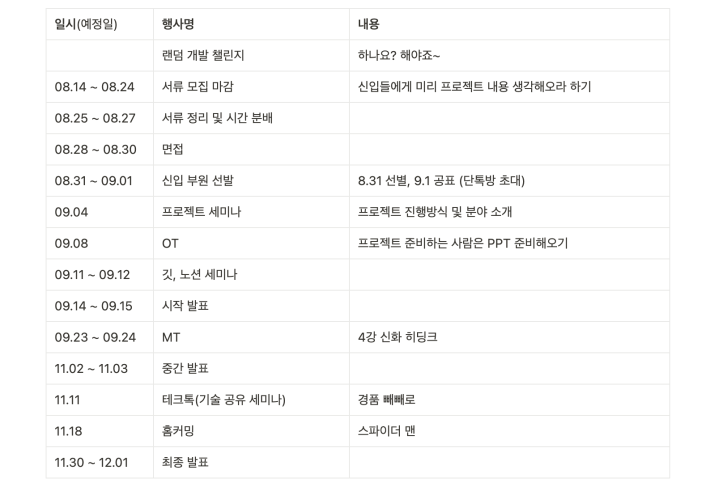 일시(예정일) 행사명 내용
랜덤 개발 챌린지 하나요? 해야죠~
08.14 ~ 08.24 서류 모집 마감 신입들에게 미리 프로젝트 내용 생각해오라 하기
08.25 ~ 08.27 서류 정리 및 시간 분배
08.28 ~ 08.30 면접
08.31 ~ 09.01 신입 부원 선발 8.31 선별, 9.1 공표 (단톡방 초대)
09.04 프로젝트 세미나 프로젝트 진행방식 및 분야 소개
09.08 OT 프로젝트 준비하는 사람은 PPT 준비해오기
09.11 ~ 09.12 깃, 노션 세미나
09.14 ~ 09.15 시작 발표
09.23 ~ 09.24 MT 4강 신화 히딩크
11.02 ~ 11.03 중간 발표
11.11 테크톡(기술 공유 세미나) 경품 빼빼로
11.18 홈커밍 스파이더 맨
11.30 ~ 12.01 최종 발표